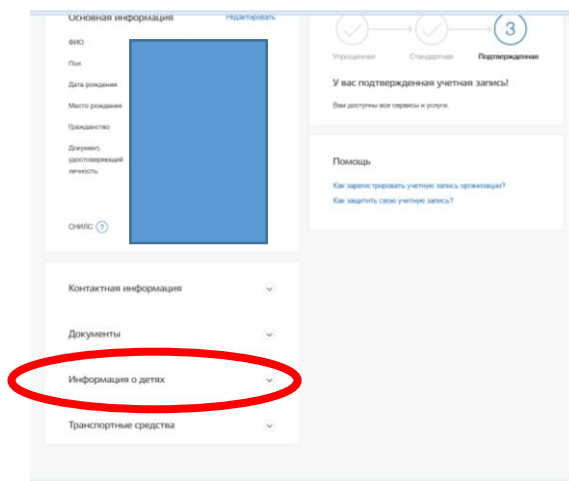 Основная информация
Редактировать
ФИО
Пол
Дата рождения
Место рождения
Гражданство
Документ,
удостоверяющий
личность
СНИЛС ?
Контактная информация
Документы
Информация о детях
Транспортные средства
3
Упрощенная Стандартная Подтвержденная
У вас подтвержденная учетная запись!
Вам доступны все сервисы и услуги.
Помощь
Как зарегистрировать учетную запись организации?
Как защитить свою учетную запись?